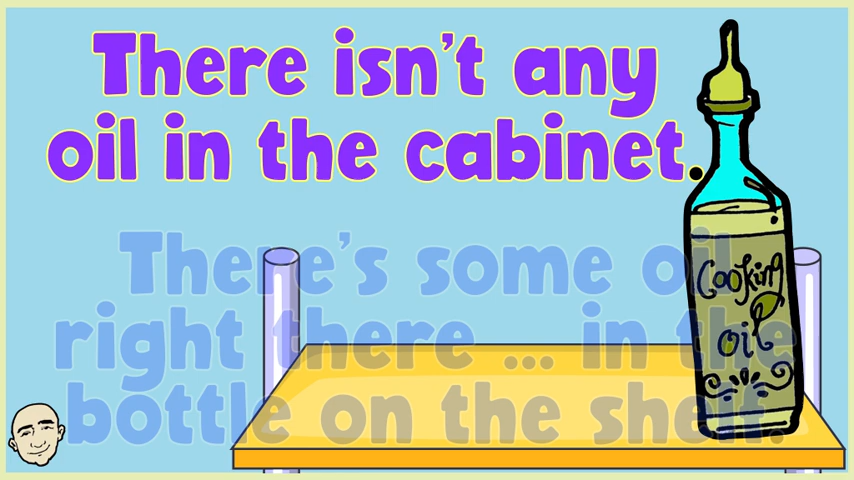 There isn't any
oil in the cabinet.
There's some oil
right there ... in the
bottle on the shelf.
Cooking
oil